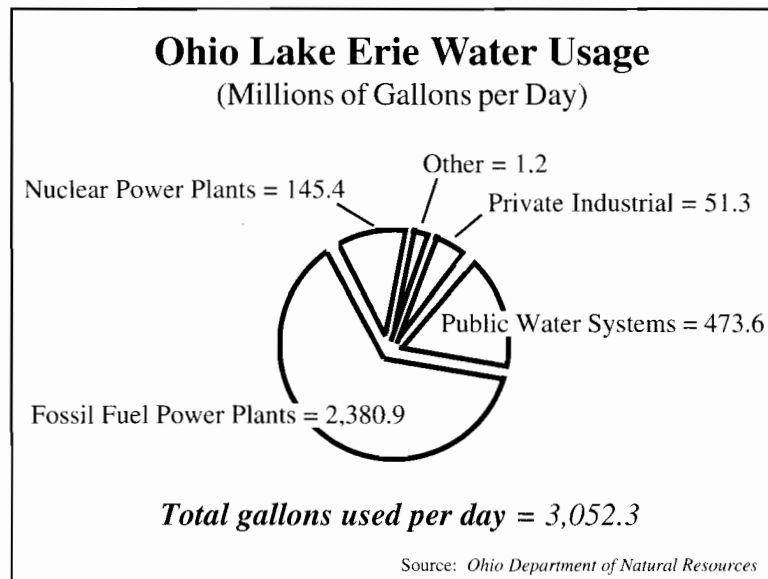 Ohio Lake Erie Water Usage
(Millions of Gallons per Day)
Other = 1.2
Nuclear Power Plants = 145.4
Private Industrial = 51.3
Public Water Systems = 473.6
Fossil Fuel Power Plants = 2,380.9
Total gallons used per day = 3,052.3
Source: Ohio Department of Natural Resources